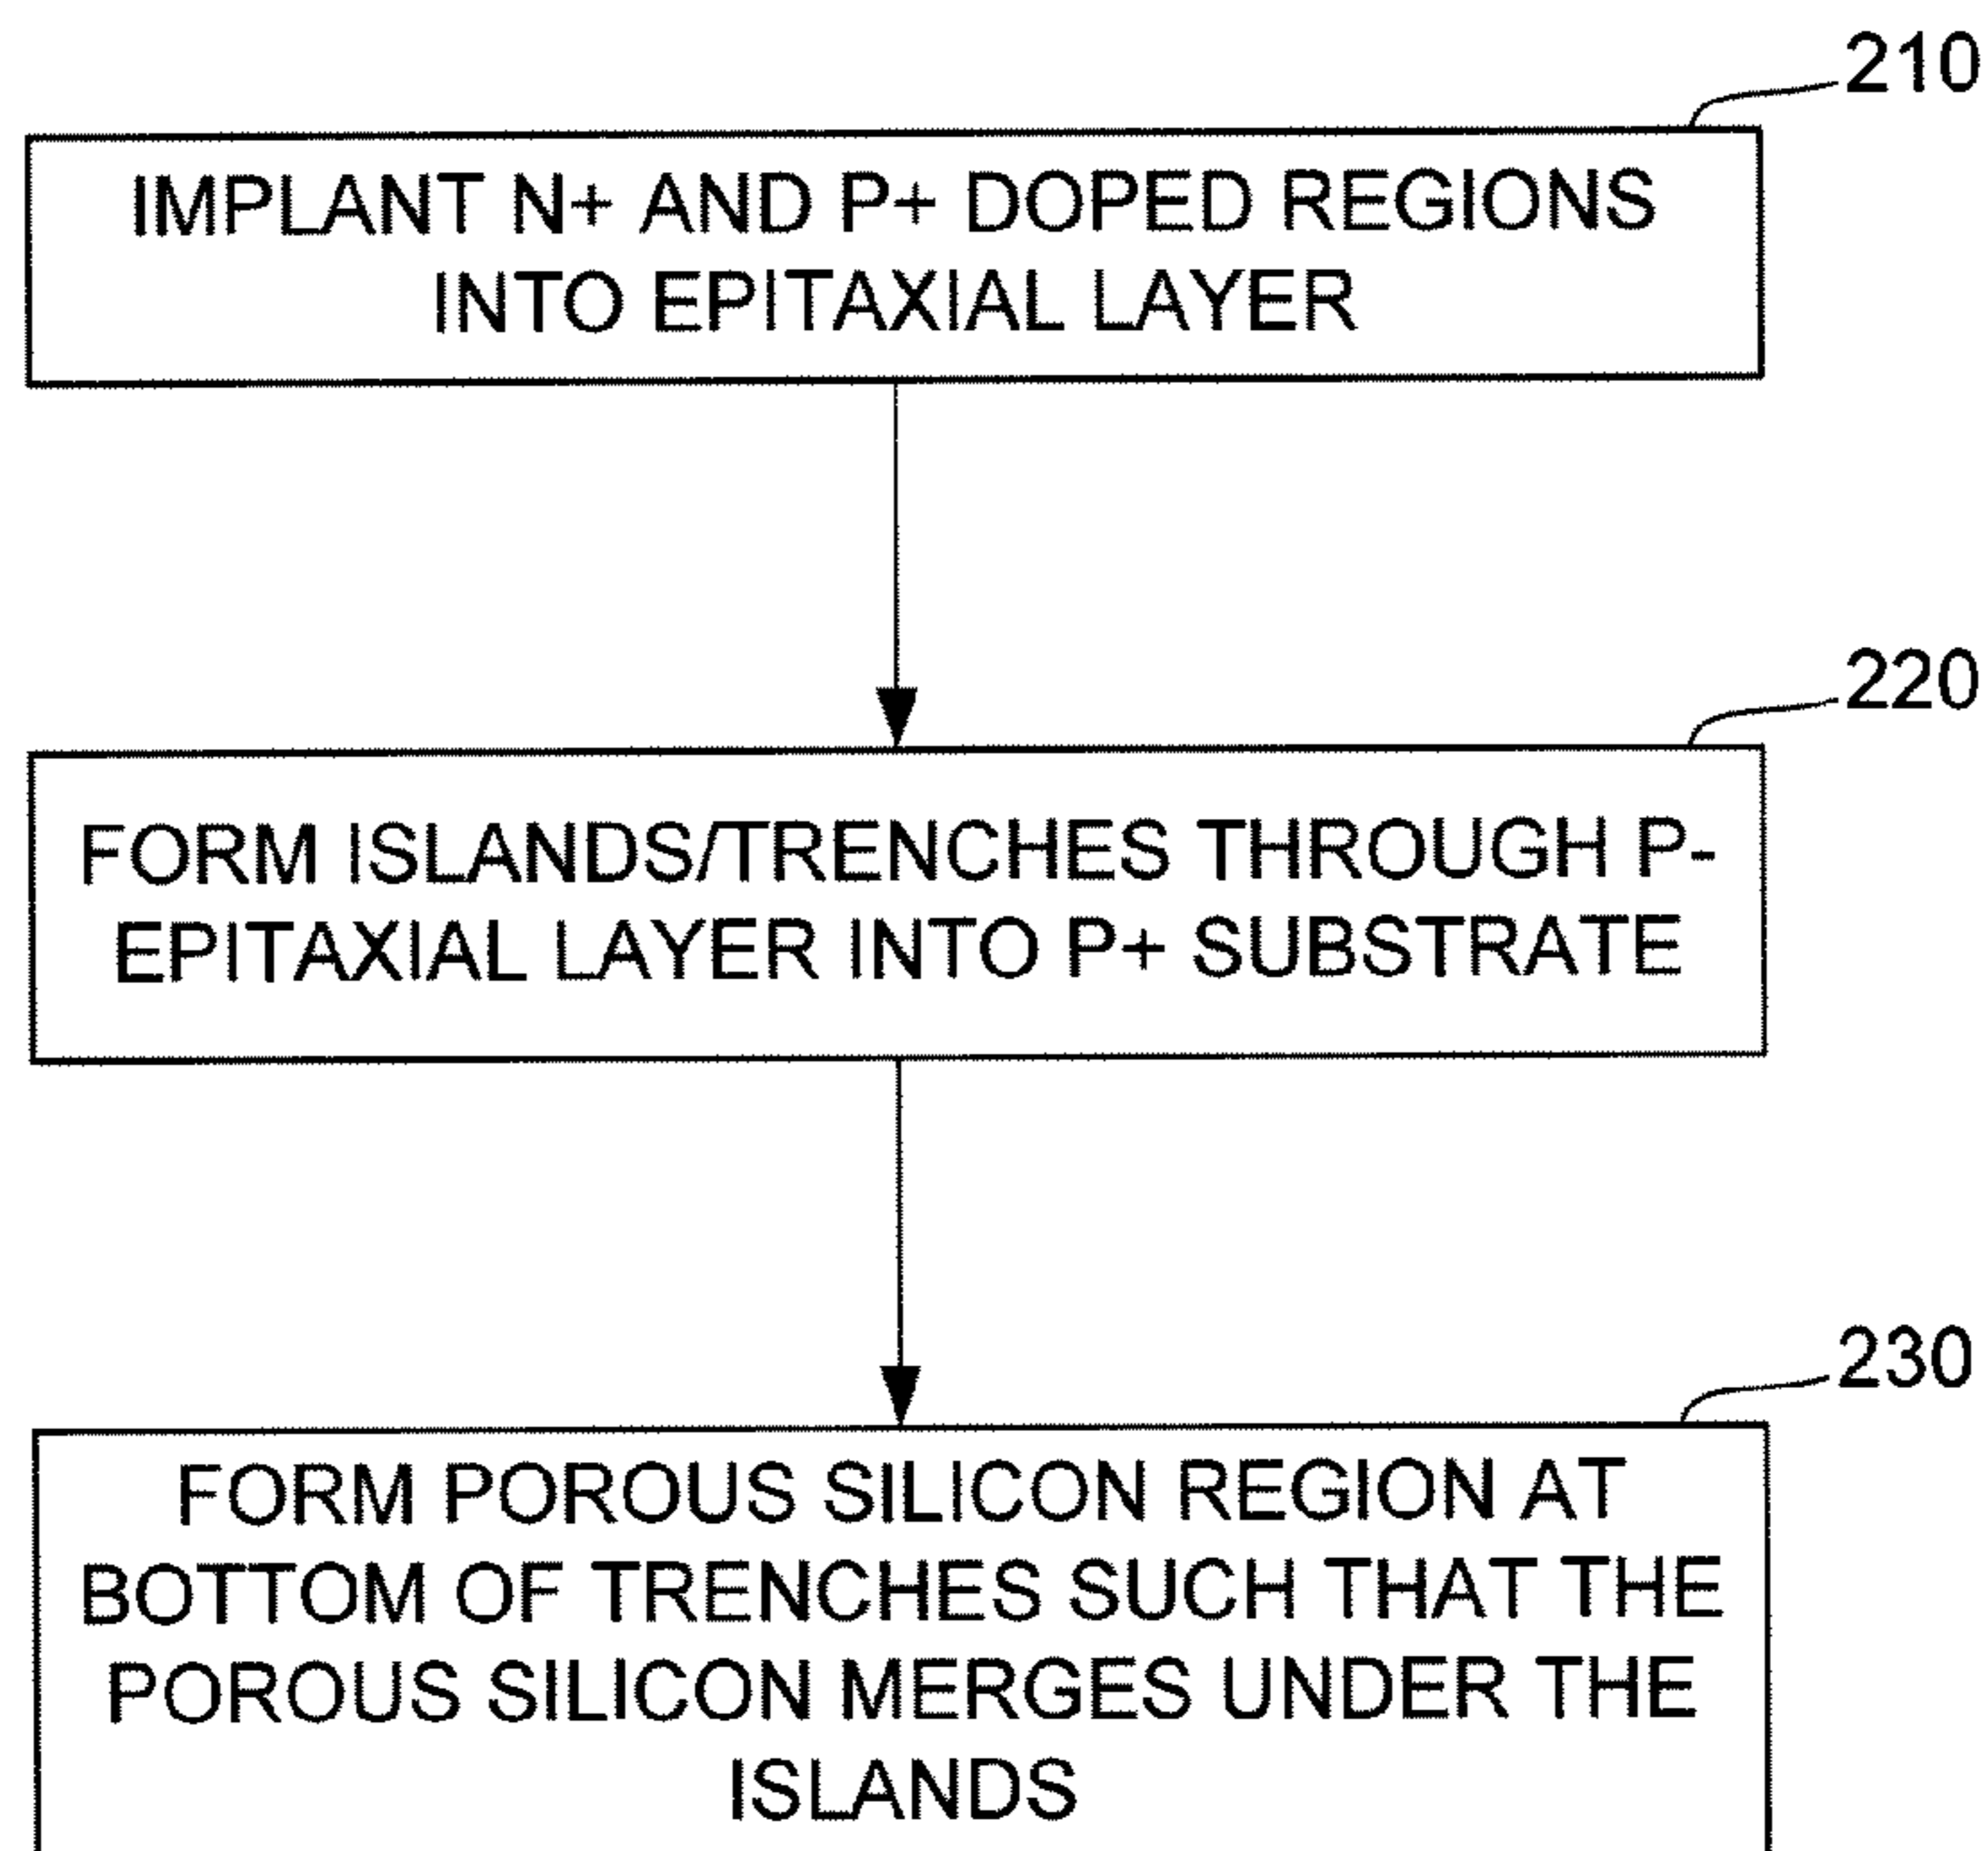 210
IMPLANT N+ AND P+ DOPED REGIONS
INTO EPITAXIAL LAYER
220
FORM ISLANDS/TRENCHES THROUGH P-
EPITAXIAL LAYER INTO P+ SUBSTRATE
230
FORM POROUS SILICON REGION AT
BOTTOM OF TRENCHES SUCH THAT THE
POROUS SILICON MERGES UNDER THE
ISLANDS